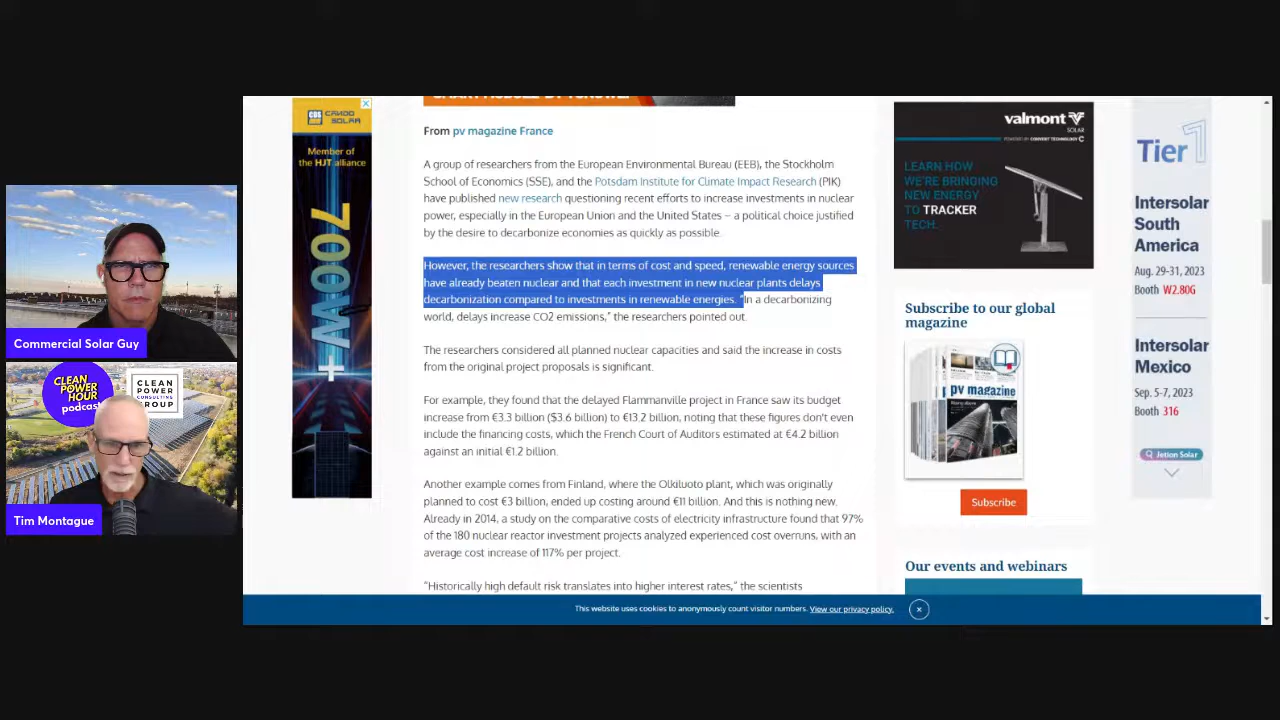 From pv magazine France
A group of researchers from the European Environmental Bureau (EEB), the Stockholm
School of Economics (SSE), and the Potsdam Institute for Climate Impact Research (PIK)
have published new research questioning recent efforts to increase investments in nuclear
power, especially in the European Union and the United States – a political choice justified
by the desire to decarbonize economies as quickly as possible.
However, the researchers show that in terms of cost and speed, renewable energy sources
have already beaten nuclear and that each investment in new nuclear plants delays
decarbonization compared to investments in renewable energies. "In a decarbonizing
world, delays increase CO2 emissions," the researchers pointed out.
The researchers considered all planned nuclear capacities and said the increase in costs
from the original project proposals is significant.
For example, they found that the delayed Flammanville project in France saw its budget
increase from €3.3 billion ($3.6 billion) to €13.2 billion, noting that these figures don't even
include the financing costs, which the French Court of Auditors estimated at €4.2 billion
against an initial €1.2 billion.
Another example comes from Finland, where the Olkiluoto plant, which was originally
planned to cost €3 billion, ended up costing around €11 billion. And this is nothing new.
Already in 2014, a study on the comparative costs of electricity infrastructure found that 97%
of the 180 nuclear reactor investment projects analyzed experienced cost overruns, with an
average cost increase of 117% per project.
"Historically high default risk translates into higher interest rates," the scientists
CDS
CANDO
SOLAR
Member of
the HJT alliance
700W+
valmont
SOLAR
POWERED BY CONVERT TECHNOLOGY
LEARN HOW
WE'RE BRINGING
NEW ENERGY
TO TRACKER
TECH.
Subscribe to our global
magazine
pv magazine
Subscribe
Our events and webinars
Tier 1
Intersolar
South
America
Aug. 29-31, 2023
Booth W2.80G
Intersolar
Mexico
Sep. 5-7, 2023
Booth 316
Jetion Solar
This website uses cookies to anonymously count visitor numbers. View our privacy policy.
Commercial Solar Guy
CLEAN
POWER
HOUR
podcast
CLEAN
POWER
CONSULTING
GROUP
Tim Montague